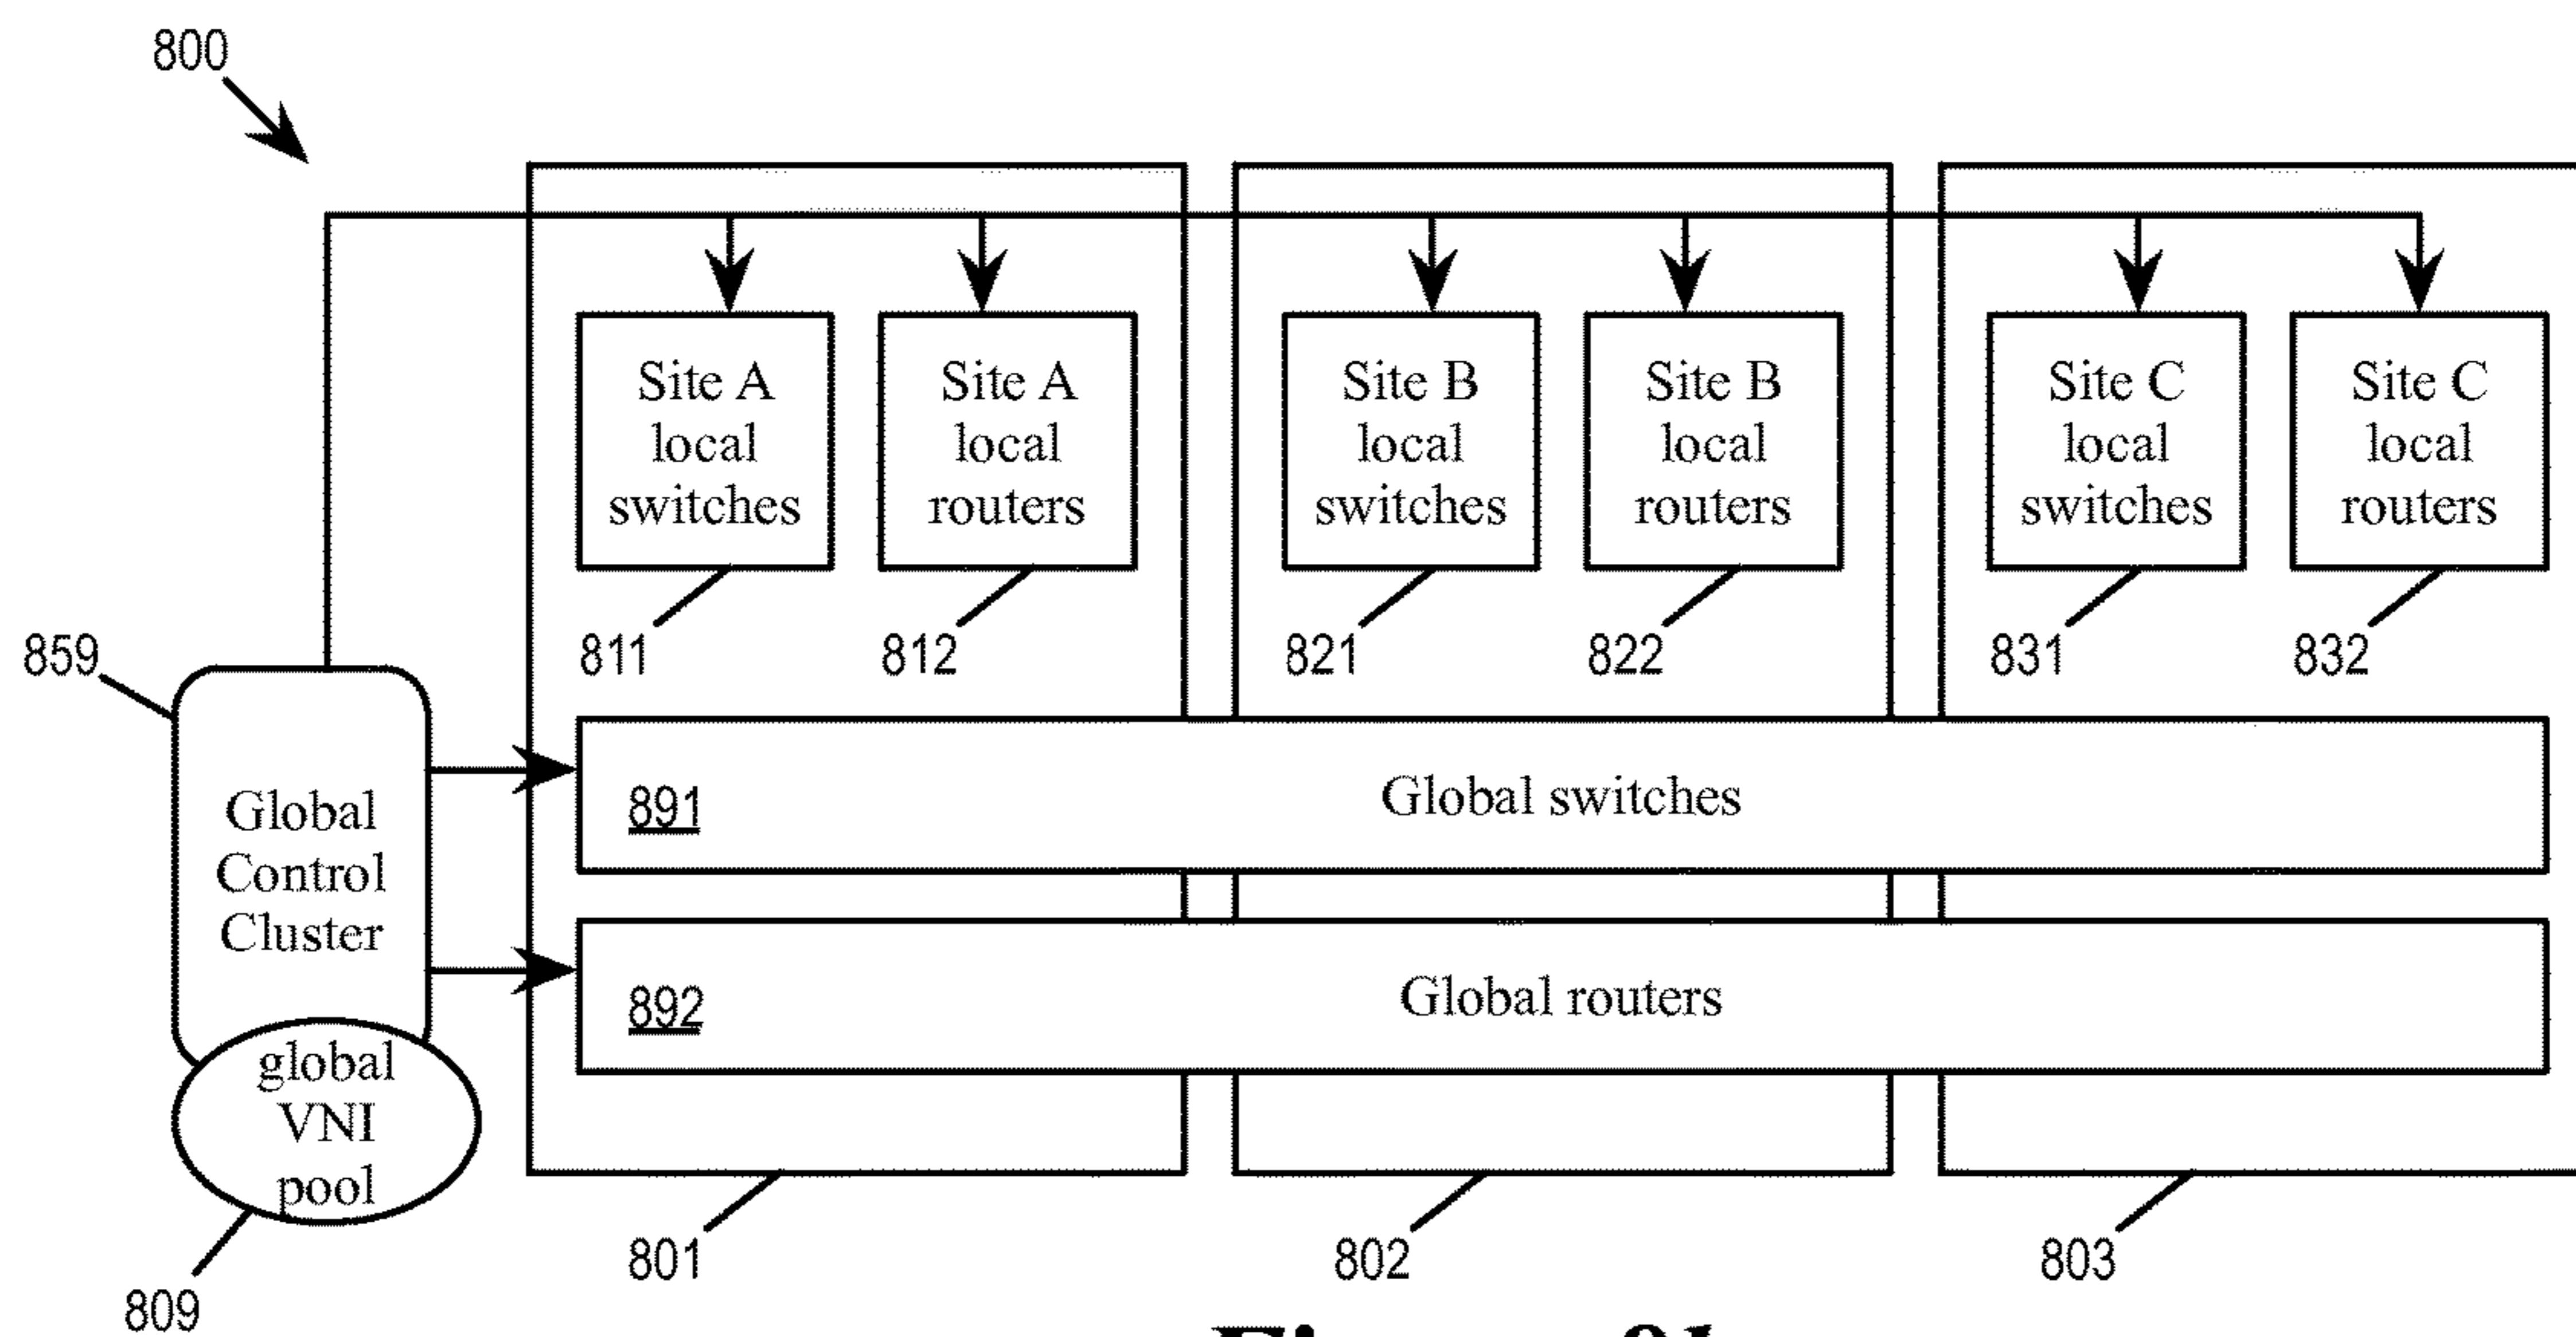 800
Site A
local
switches
Site A
local
routers
Site B
local
switches
Site B
local
routers
Site C
local
switches
Site C
local
routers
811
812
821
822
831
832
859
Global
Control
Cluster
891
Global switches
892
Global routers
global
VNI
pool
801
802
803
809